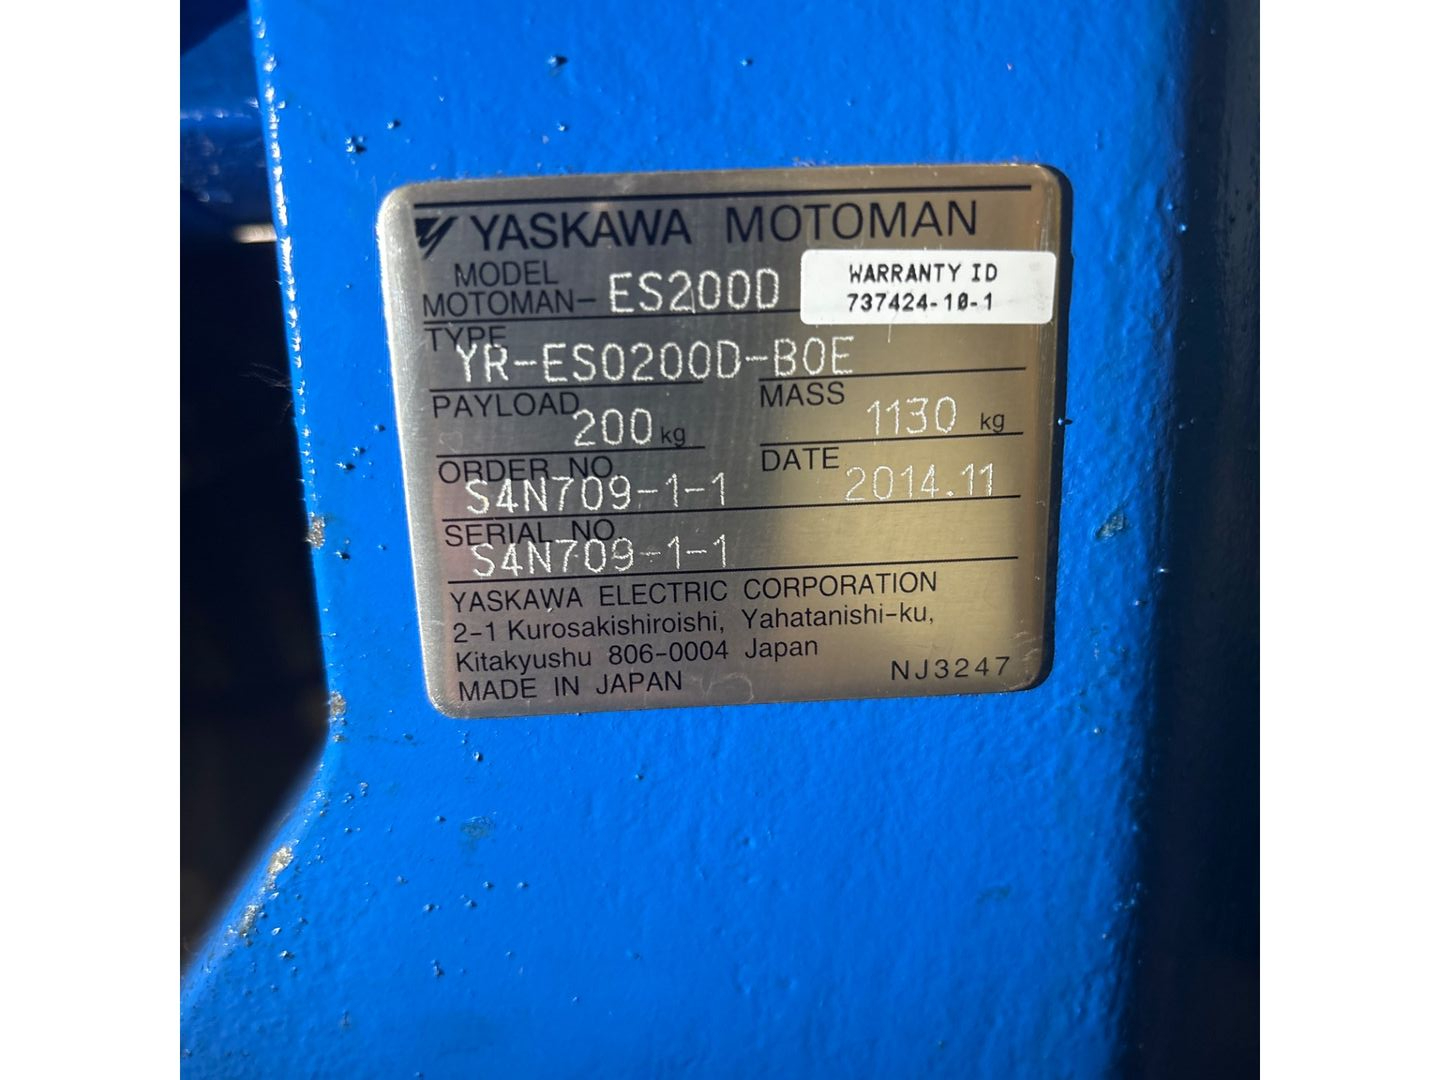 YASKAWA MOTOMAN
MODEL
MOTOMAN- ES200D
WARRANTY ID
737424-10-1
TYPE
YR-ES0200D-B0E
PAYLOAD 200 kg
MASS 1130 kg
ORDER NO. S4N709-1-1
DATE 2014.11
SERIAL NO. S4N709-1-1
YASKAWA ELECTRIC CORPORATION
2-1 Kurosakishiroishi, Yahatanishi-ku,
Kitakyushu 806-0004 Japan
MADE IN JAPAN
NJ3247